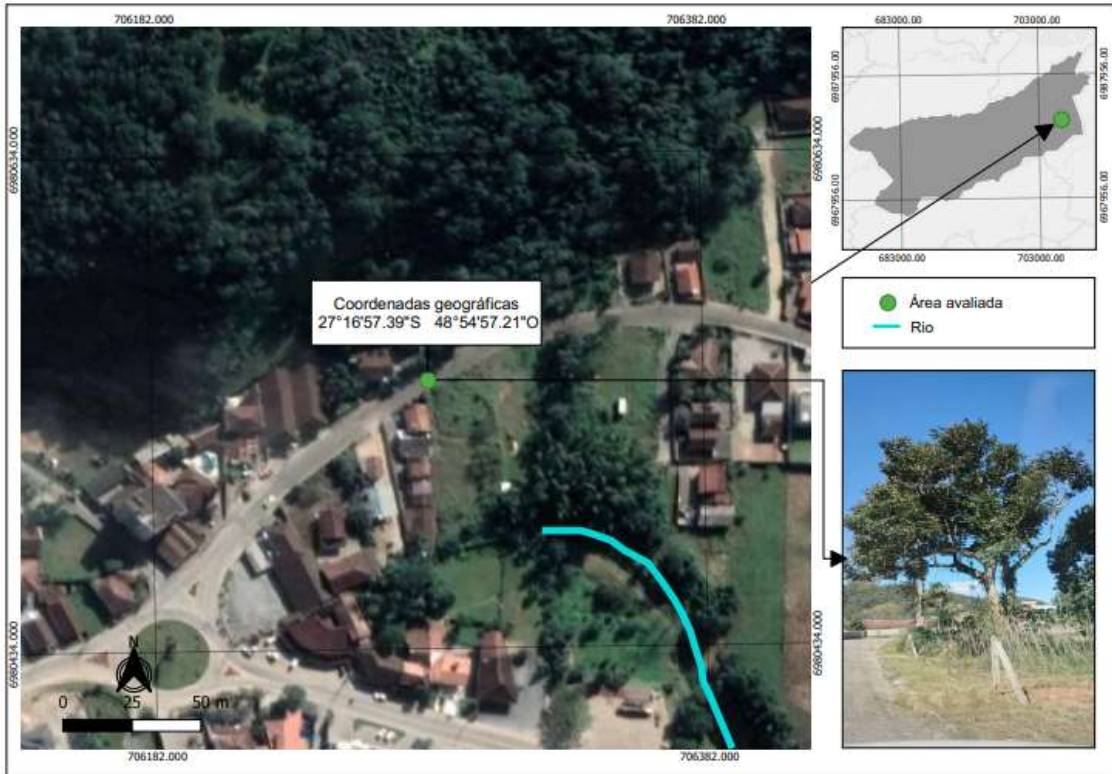 706182.000
706382.000
683000.00
703000.00
6987956.00
6987956.00
6980634.000
6980634.000
6967956.00
6967956.00
683000.00
703000.00
Coordenadas geográficas
27°16'57.39"S 48°54'57.21"O
Área avaliada
Rio
6980434.000
6980434.000
N
0 25 50 m
706182.000
706382.000